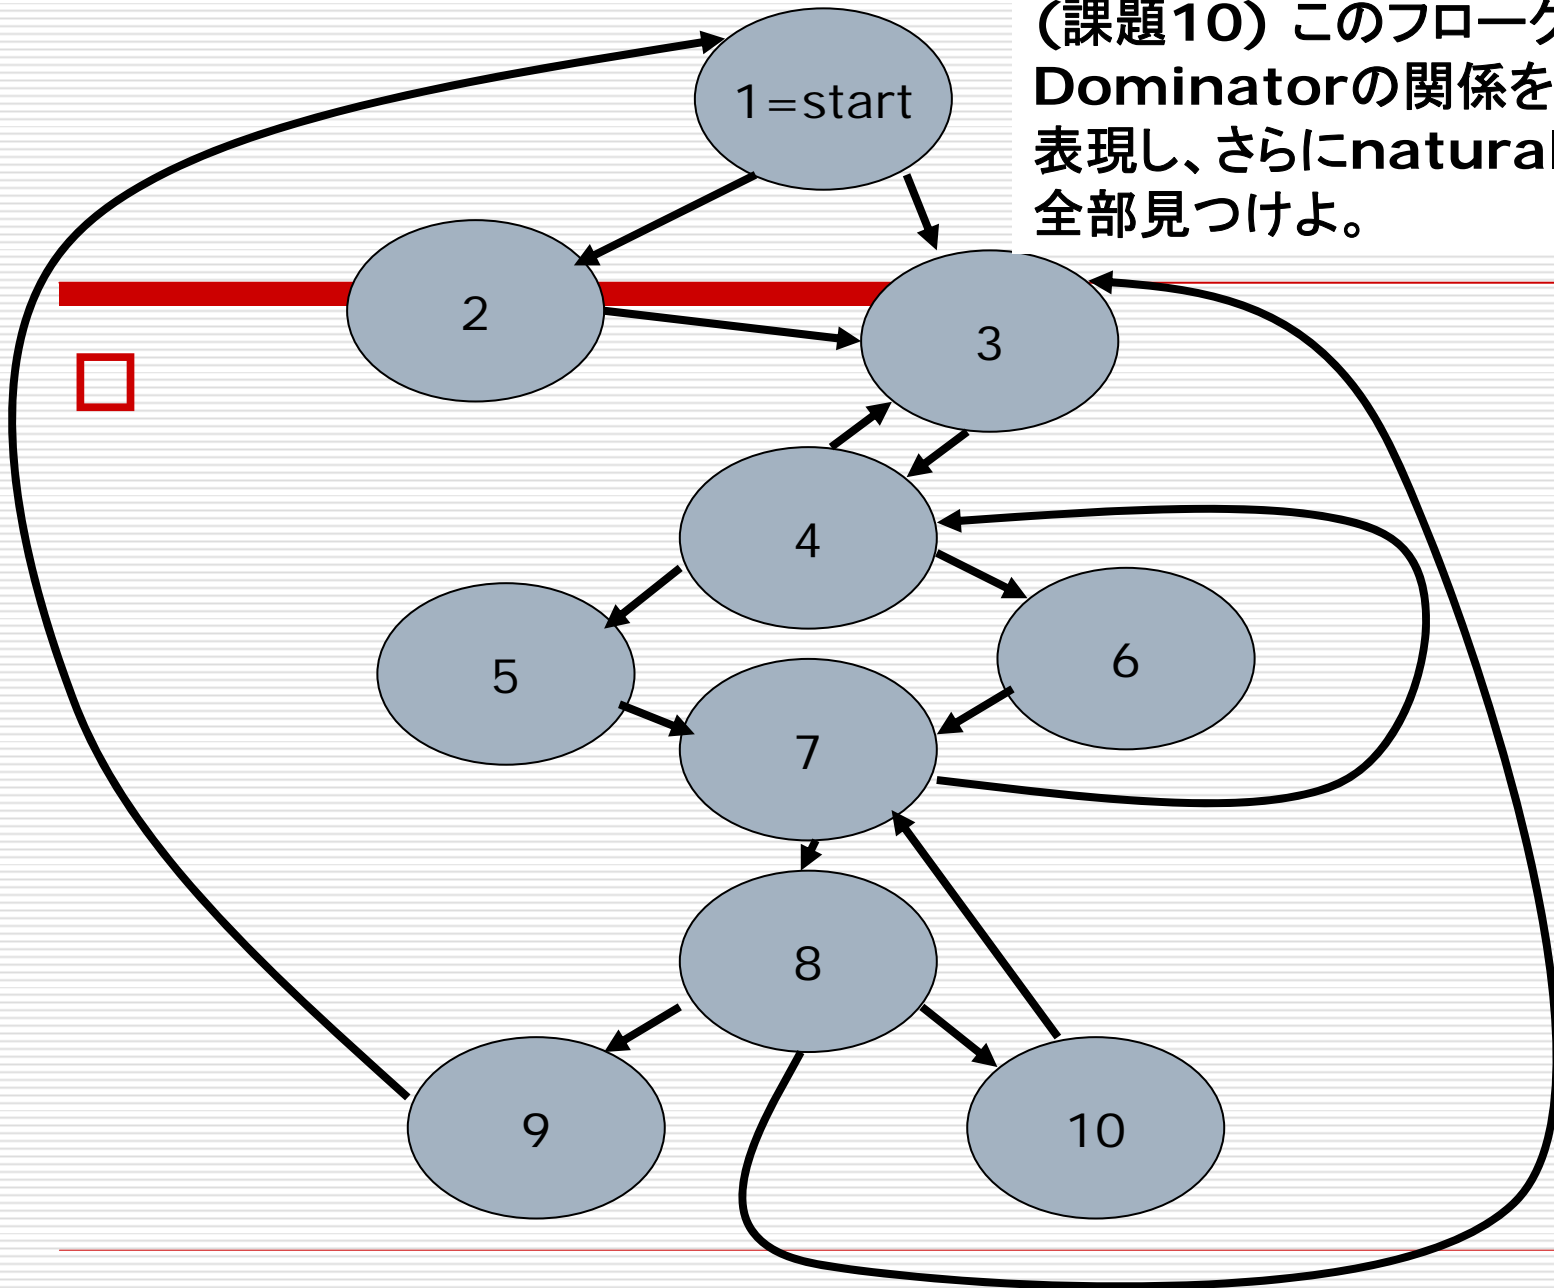 (課題10) このフローグ
Dominatorの関係を
表現し、さらにnatural
全部見つけよ。
1=start
2
3
4
5
6
7
8
9
10